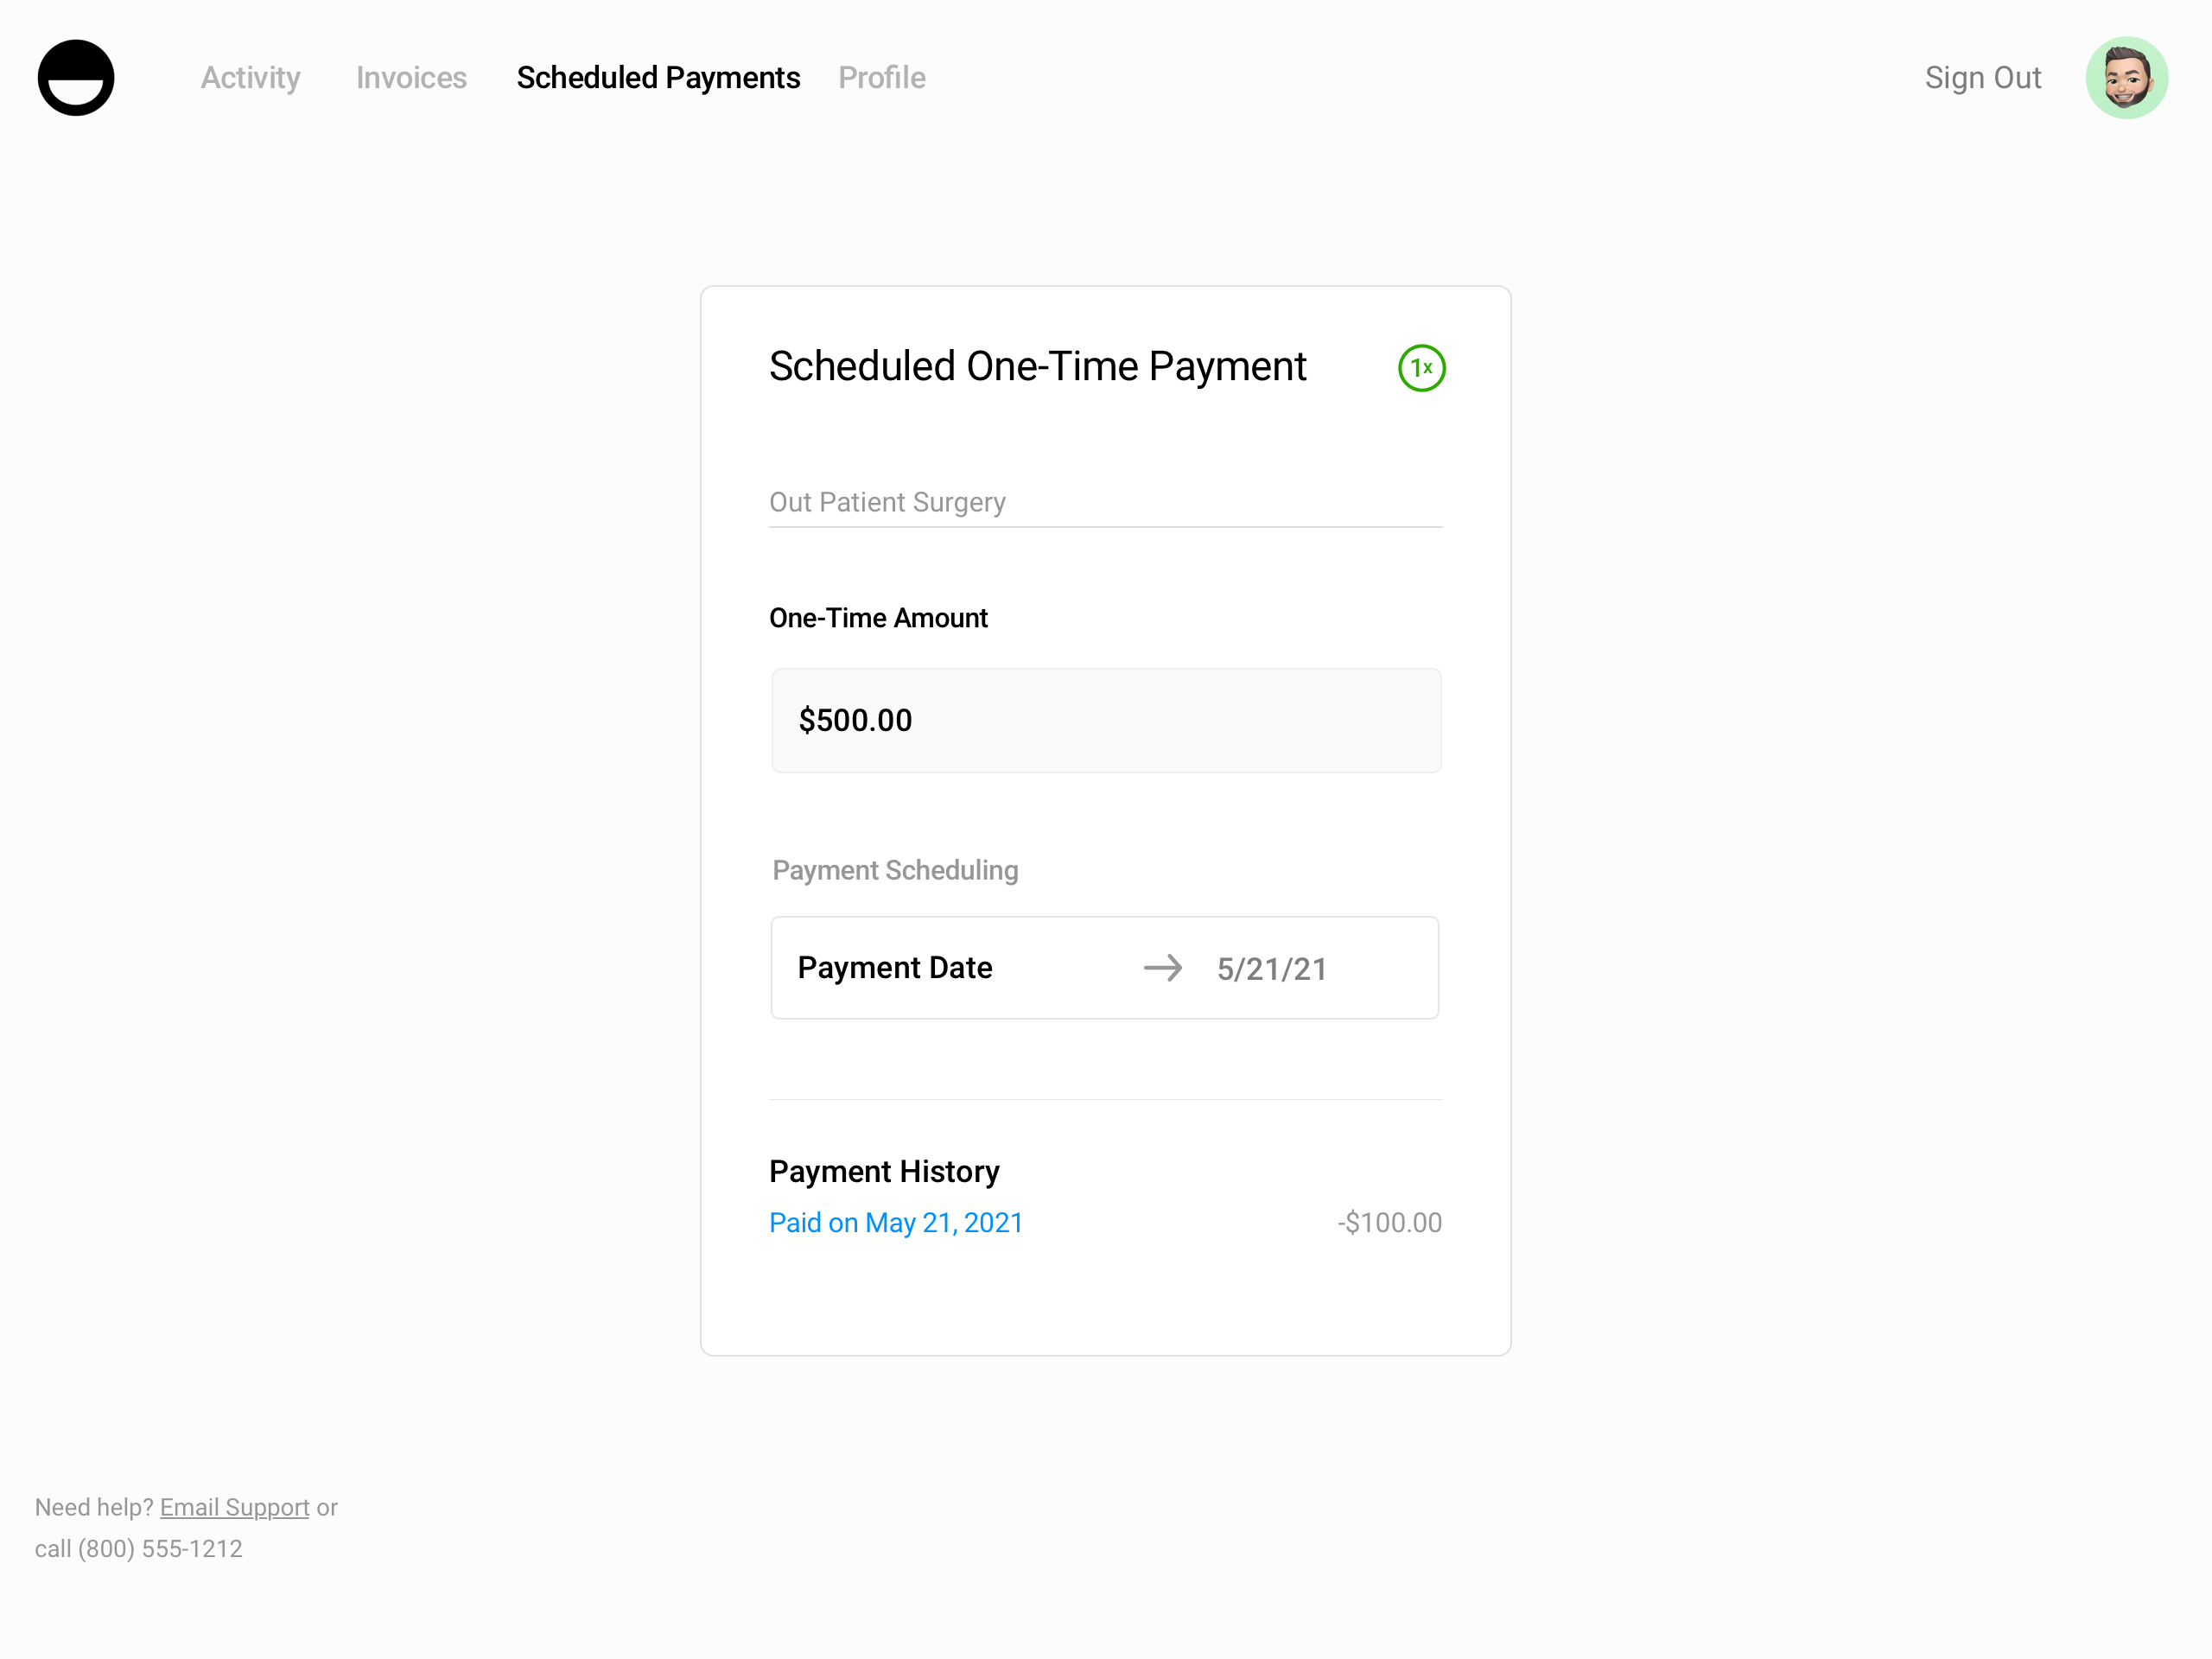 Activity Invoices Scheduled Payments Profile Sign Out
Scheduled One-Time Payment 1x
Out Patient Surgery
One-Time Amount
$500.00
Payment Scheduling
Payment Date → 5/21/21
Payment History
Paid on May 21, 2021 -$100.00
Need help? Email Support or
call (800) 555-1212